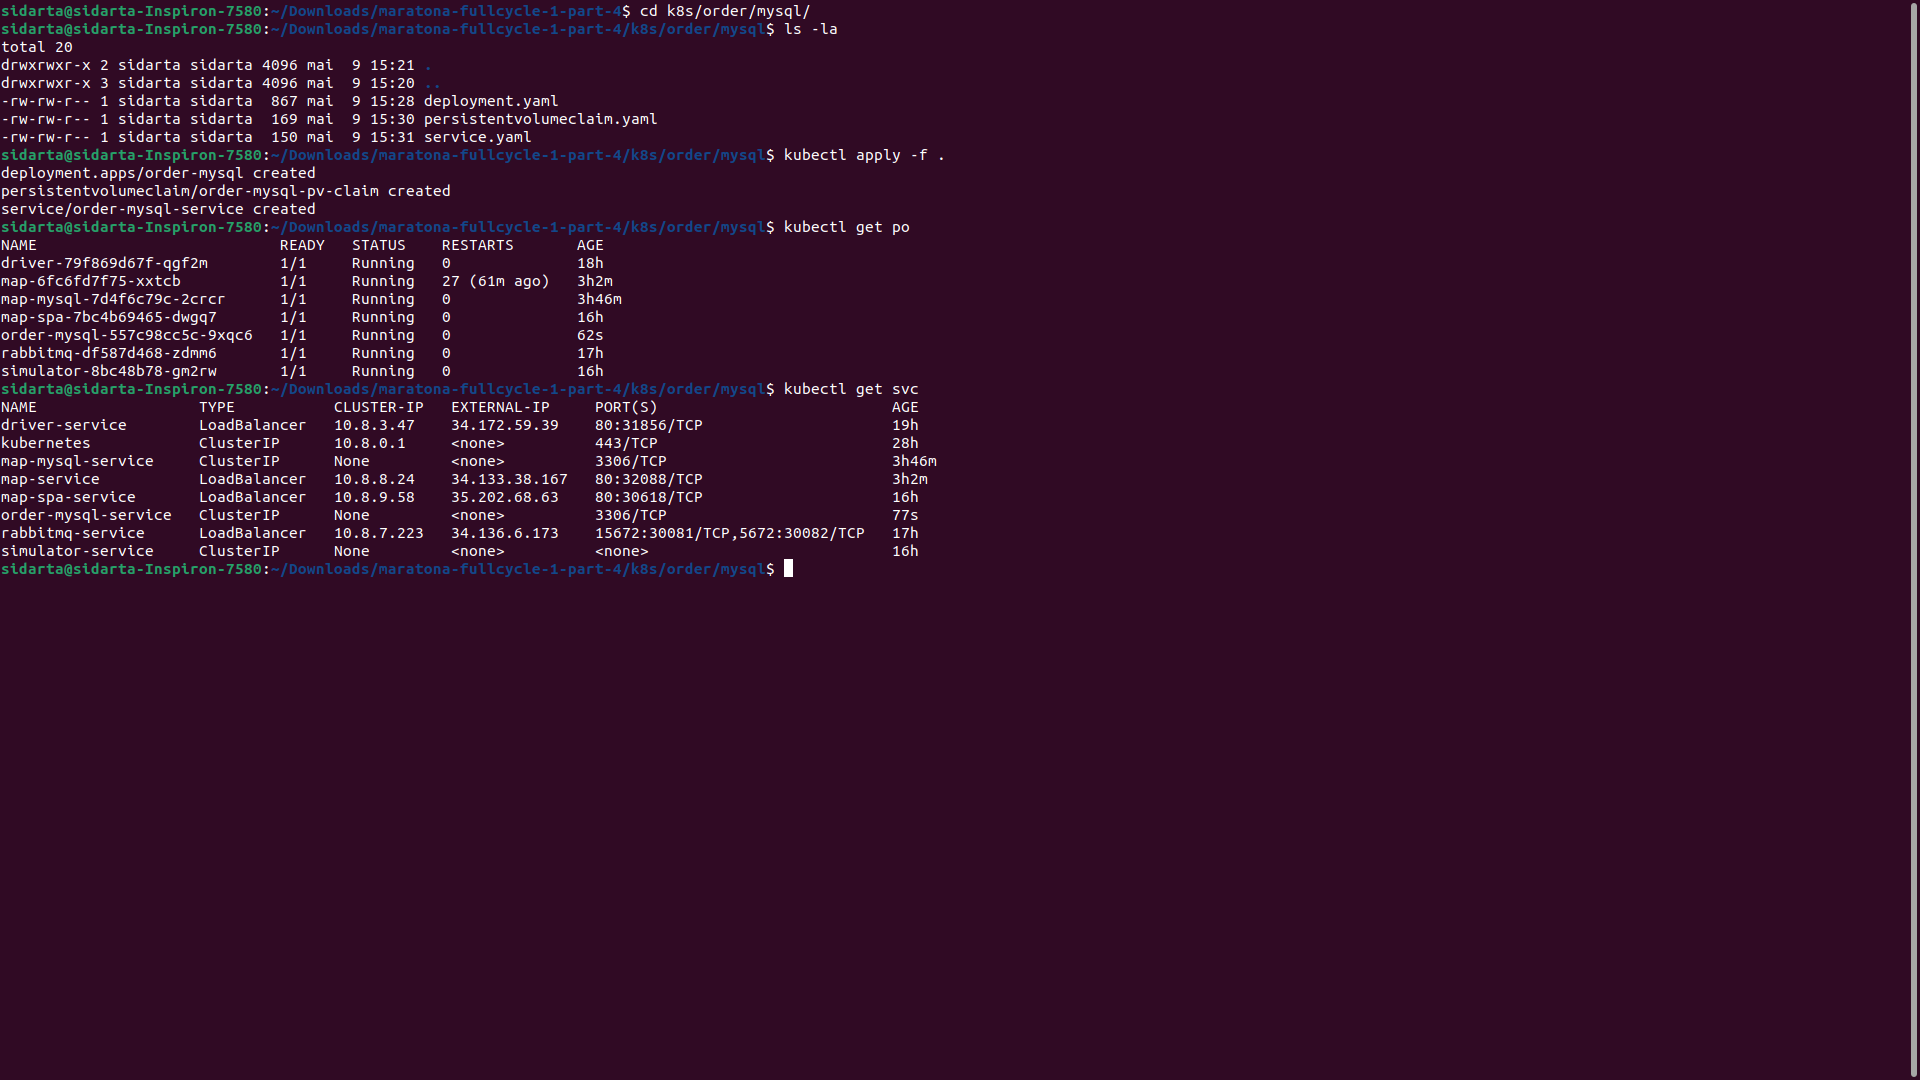 sidarta@sidarta-Inspiron-7580:~/Downloads/maratona-fullcycle-1-part-4$ cd k8s/order/mysql/
sidarta@sidarta-Inspiron-7580:~/Downloads/maratona-fullcycle-1-part-4/k8s/order/mysql$ ls -la
total 20
drwxrwxr-x 2 sidarta sidarta 4096 mai  9 15:21 .
drwxrwxr-x 3 sidarta sidarta 4096 mai  9 15:20 ..
-rw-rw-r-- 1 sidarta sidarta  867 mai  9 15:28 deployment.yaml
-rw-rw-r-- 1 sidarta sidarta  169 mai  9 15:30 persistentvolumeclaim.yaml
-rw-rw-r-- 1 sidarta sidarta  150 mai  9 15:31 service.yaml
sidarta@sidarta-Inspiron-7580:~/Downloads/maratona-fullcycle-1-part-4/k8s/order/mysql$ kubectl apply -f .
deployment.apps/order-mysql created
persistentvolumeclaim/order-mysql-pv-claim created
service/order-mysql-service created
sidarta@sidarta-Inspiron-7580:~/Downloads/maratona-fullcycle-1-part-4/k8s/order/mysql$ kubectl get po
NAME                           READY   STATUS    RESTARTS       AGE
driver-79f869d67f-qgf2m        1/1     Running   0              18h
map-6fc6fd7f75-xxtcb           1/1     Running   27 (61m ago)   3h2m
map-mysql-7d4f6c79c-2crcr      1/1     Running   0              3h46m
map-spa-7bc4b69465-dwgq7       1/1     Running   0              16h
order-mysql-557c98cc5c-9xqc6   1/1     Running   0              62s
rabbitmq-df587d468-zdmm6       1/1     Running   0              17h
simulator-8bc48b78-gm2rw       1/1     Running   0              16h
sidarta@sidarta-Inspiron-7580:~/Downloads/maratona-fullcycle-1-part-4/k8s/order/mysql$ kubectl get svc
NAME                  TYPE           CLUSTER-IP   EXTERNAL-IP     PORT(S)                          AGE
driver-service        LoadBalancer   10.8.3.47    34.172.59.39    80:31856/TCP                     19h
kubernetes            ClusterIP      10.8.0.1     <none>          443/TCP                          28h
map-mysql-service     ClusterIP      None         <none>          3306/TCP                         3h46m
map-service           LoadBalancer   10.8.8.24    34.133.38.167   80:32088/TCP                     3h2m
map-spa-service       LoadBalancer   10.8.9.58    35.202.68.63    80:30618/TCP                     16h
order-mysql-service   ClusterIP      None         <none>          3306/TCP                         77s
rabbitmq-service      LoadBalancer   10.8.7.223   34.136.6.173    15672:30081/TCP,5672:30082/TCP   17h
simulator-service     ClusterIP      None         <none>          <none>                           16h
sidarta@sidarta-Inspiron-7580:~/Downloads/maratona-fullcycle-1-part-4/k8s/order/mysql$